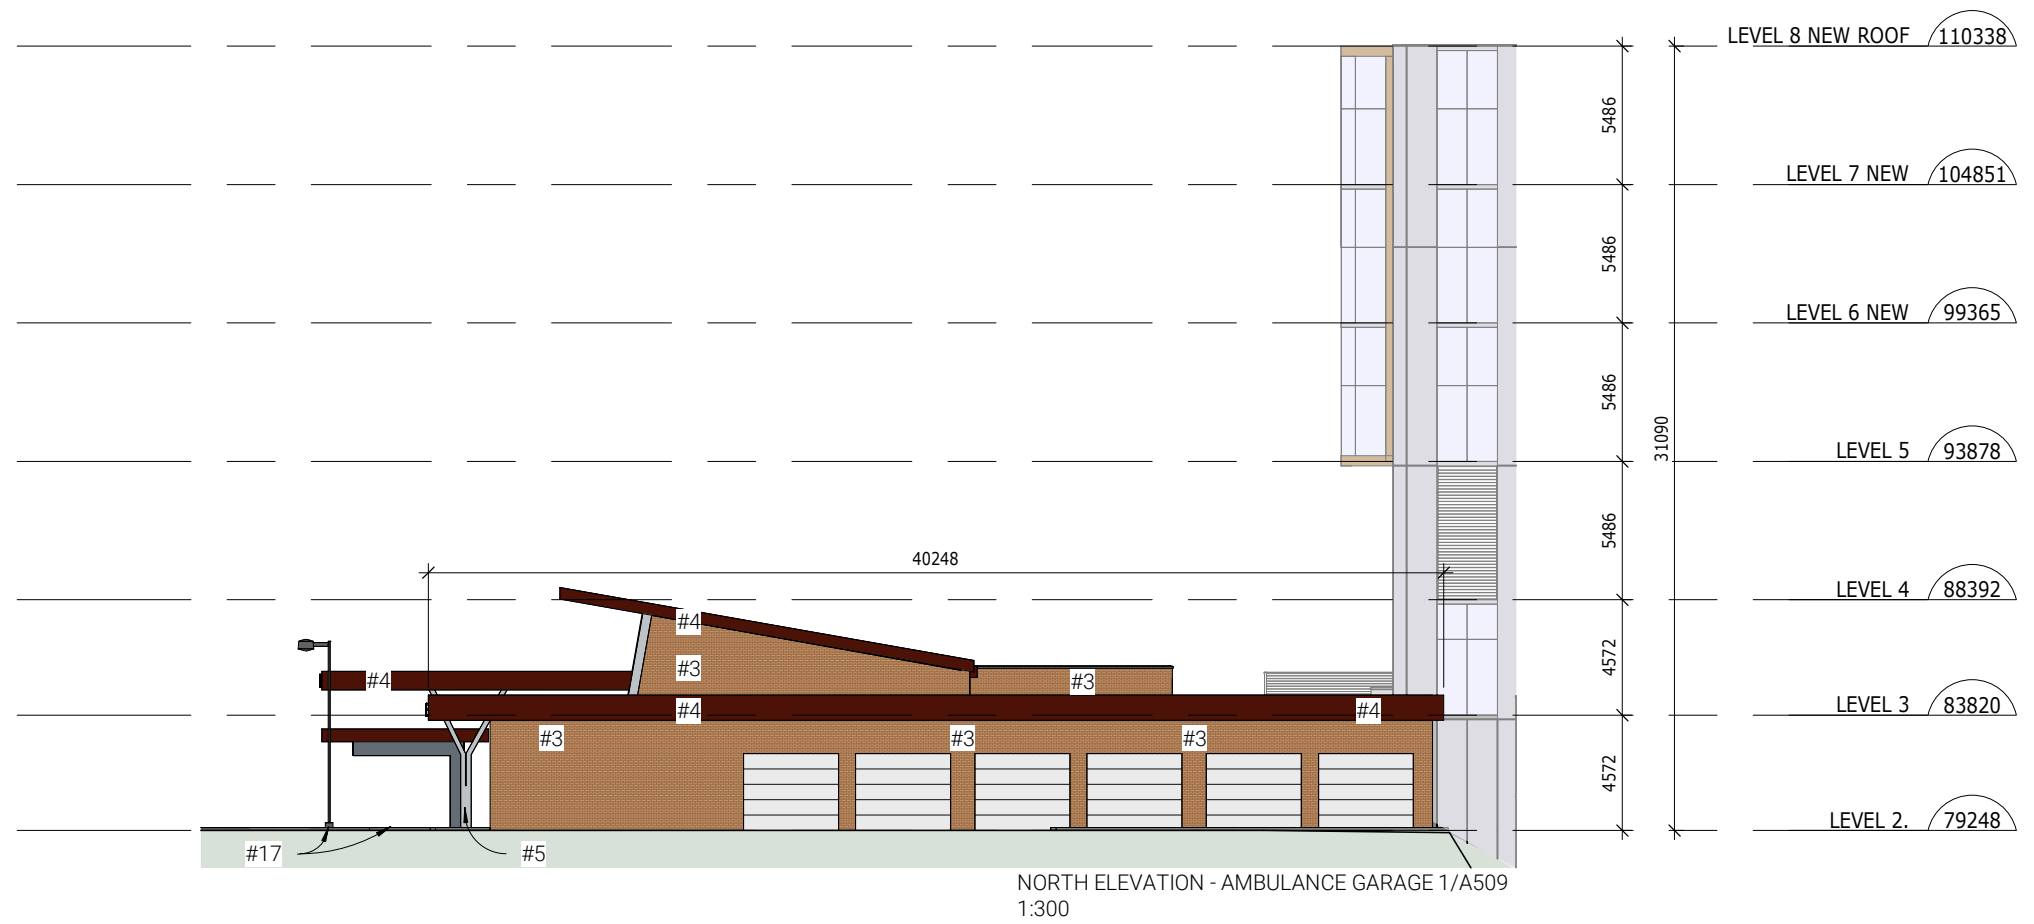 LEVEL 8 NEW ROOF 110338
5486
LEVEL 7 NEW 104851
5486
LEVEL 6 NEW 99365
5486
31090
LEVEL 5 93878
5486
40248
LEVEL 4 88392
#4
#3
#4
#3
4572
LEVEL 3 83820
#4
#4
#3
#3
#3
4572
LEVEL 2. 79248
#17
#5
NORTH ELEVATION - AMBULANCE GARAGE 1/A509
1:300